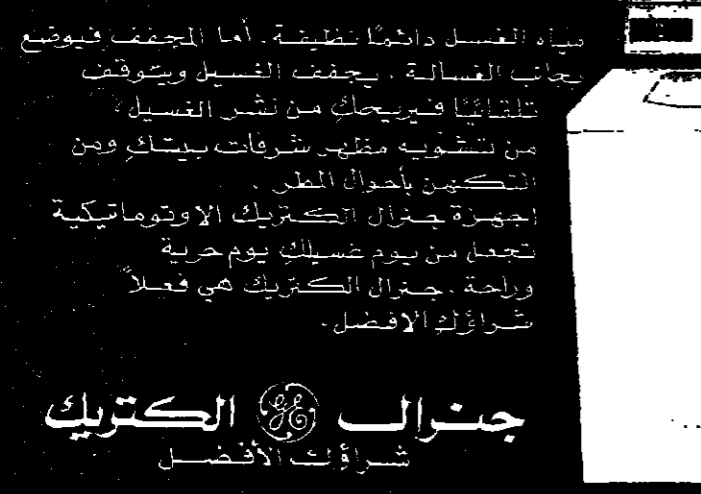 مياه الغسل دائمًا نظيفة. أما المجفف فيوضع
بجانب الغسالة. يجفف الغسيل ويتوقف
تلقائيًا فيريحكِ من نشر الغسيل،
من تشويه مظهر شرفات بيتكِ ومن
التكهن بأحوال المطر.
اجهزة جنرال الكتريك الاوتوماتيكية
تجعل من يوم غسيلكِ يوم حرية
وراحة. جنرال الكتريك هي فعلاً
شراؤكِ الافضل.
جنرال GE الكتريك
شراؤك الأفضل